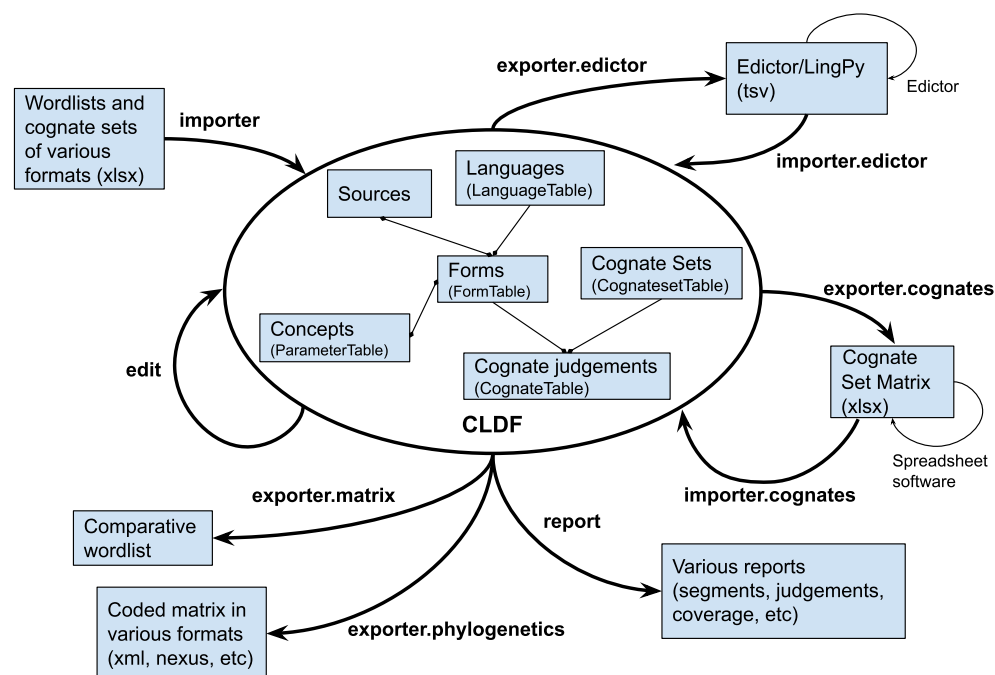 exporter.edictor
Edictor/LingPy
(tsv)
Edictor
Wordlists and
cognate sets
of various
formats (xlsx)
importer
importer.edictor
Languages
(LanguageTable)
Sources
Forms
(FormTable)
Cognate Sets
(CognatesetTable)
exporter.cognates
Concepts
(ParameterTable)
Cognate judgements
(CognateTable)
edit
CLDF
Cognate
Set Matrix
(xlsx)
Spreadsheet
software
importer.cognates
exporter.matrix
report
Comparative
wordlist
Various reports
(segments, judgements,
coverage, etc)
Coded matrix in
various formats
(xml, nexus, etc)
exporter.phylogenetics